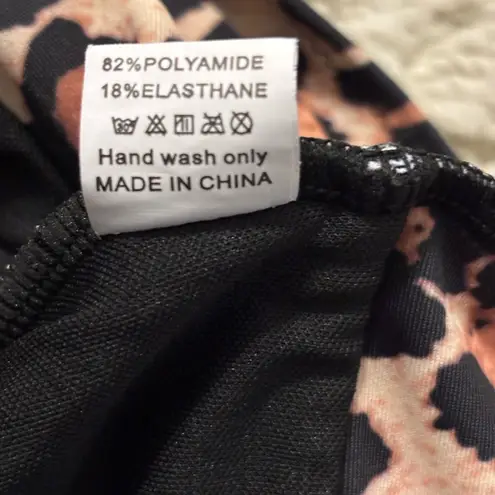 82%POLYAMIDE
18%ELASTHANE
Hand wash only
MADE IN CHINA